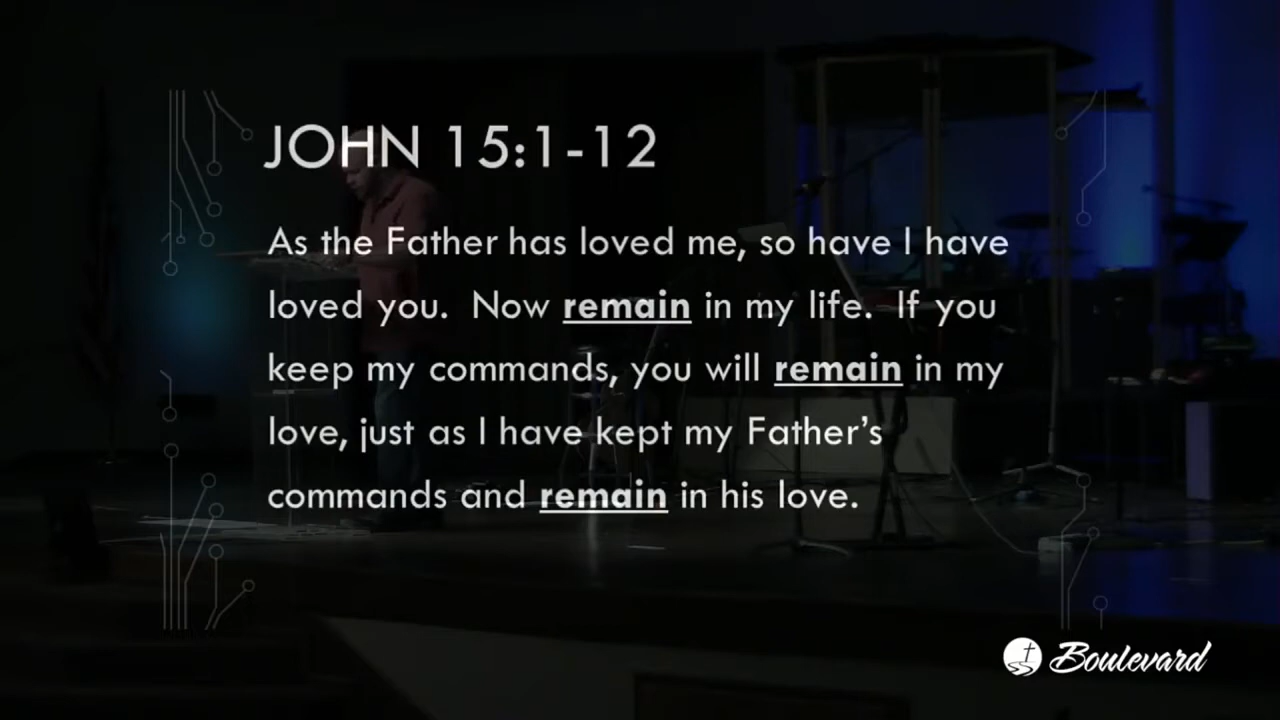 JOHN 15:1-12
As the Father has loved me, so have I have
loved you.  Now remain in my life.  If you
keep my commands, you will remain in my
love, just as I have kept my Father’s
commands and remain in his love.
Boulevard